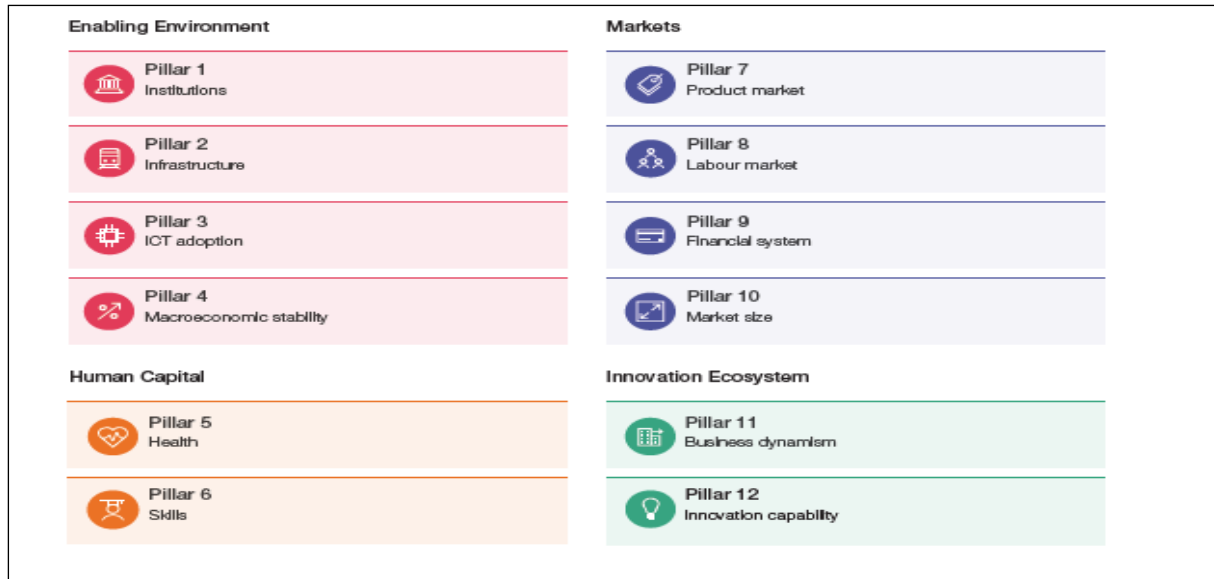 Enabling Environment
Pillar 1
Institutions
Pillar 2
Infrastructure
Pillar 3
ICT adoption
Pillar 4
Macroeconomic stability
Human Capital
Pillar 5
Health
Pillar 6
Skills
Markets
Pillar 7
Product market
Pillar 8
Labour market
Pillar 9
Financial system
Pillar 10
Market size
Innovation Ecosystem
Pillar 11
Business dynamism
Pillar 12
Innovation capability